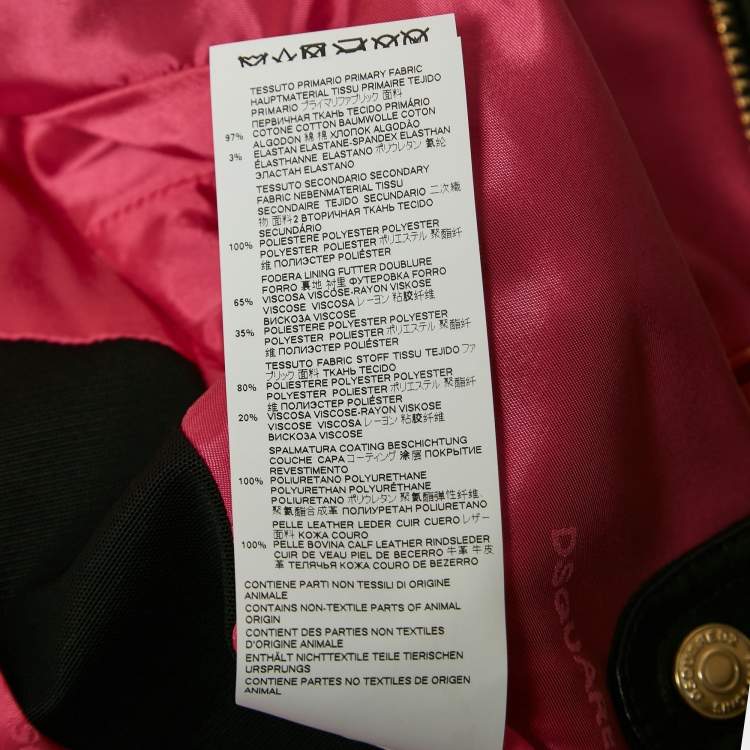 TESSUTO PRIMARIO PRIMARY FABRIC
HAUPTMATERIAL TISSU PRIMAIRE TEJIDO
PRIMARIO プライマリファブリック 面料
ПЕРВИЧНАЯ ТКАНЬ TECIDO PRIMÁRIO
97% COTONE COTTON BAUMWOLLE COTON
ALGODON 綿 棉 ХЛОПОК ALGODÃO
3% ELASTAN ELASTANE-SPANDEX ELASTHAN
ÉLASTHANNE ELASTANO ポリウレタン 氨纶
ЭЛАСТАН ELASTANO
TESSUTO SECONDARIO SECONDARY
FABRIC NEBENMATERIAL TISSU
SECONDAIRE TEJIDO SECUNDARIO 二次織
物 面料2 ВТОРИЧНАЯ ТКАНЬ TECIDO
SECUNDÁRIO
100% POLIESTERE POLYESTER POLYESTER
POLYESTER POLIESTER ポリエステル 聚酯纤
维 ПОЛИЭСТЕР POLIÉSTER
FODERA LINING FUTTER DOUBLURE
FORRO 裏地 衬里 ФУТЕРОВКА FORRO
65% VISCOSA VISCOSE-RAYON VISKOSE
VISCOSE VISCOSA レーヨン 粘胶纤维
ВИСКОЗА VISCOSE
35% POLIESTERE POLYESTER POLYESTER
POLYESTER POLIESTER ポリエステル 聚酯纤
维 ПОЛИЭСТЕР POLIÉSTER
TESSUTO FABRIC STOFF TISSU TEJIDO ファ
ブリック 面料 ТКАНЬ TECIDO
80% POLIESTERE POLYESTER POLYESTER
POLYESTER POLIESTER ポリエステル 聚酯纤
维 ПОЛИЭСТЕР POLIÉSTER
20% VISCOSA VISCOSE-RAYON VISKOSE
VISCOSE VISCOSA レーヨン 粘胶纤维
ВИСКОЗА VISCOSE
SPALMATURA COATING BESCHICHTUNG
COUCHE CAPA コーティング 涂层 ПОКРЫТИЕ
REVESTIMENTO
100% POLIURETANO POLYURETHANE
POLYURETHAN POLYURÉTHANE
POLIURETANO ポリウレタン 聚氨酯弹性纤维
聚氨酯合成革 ПОЛИУРЕТАН POLIURETANO
PELLE LEATHER LEDER CUIR CUERO レザー
面料 КОЖА COURO
100% PELLE BOVINA CALF LEATHER RINDSLEDER
CUIR DE VEAU PIEL DE BECERRO 牛革 牛皮
革 ТЕЛЯЧЬЯ КОЖА COURO DE BEZERRO
CONTIENE PARTI NON TESSILI DI ORIGINE
ANIMALE
CONTAINS NON-TEXTILE PARTS OF ANIMAL
ORIGIN
CONTIENT DES PARTIES NON TEXTILES
D'ORIGINE ANIMALE
ENTHÄLT NICHTTEXTILE TEILE TIERISCHEN
URSPRUNGS
CONTIENE PARTES NO TEXTILES DE ORIGEN
ANIMAL
DSQUARE